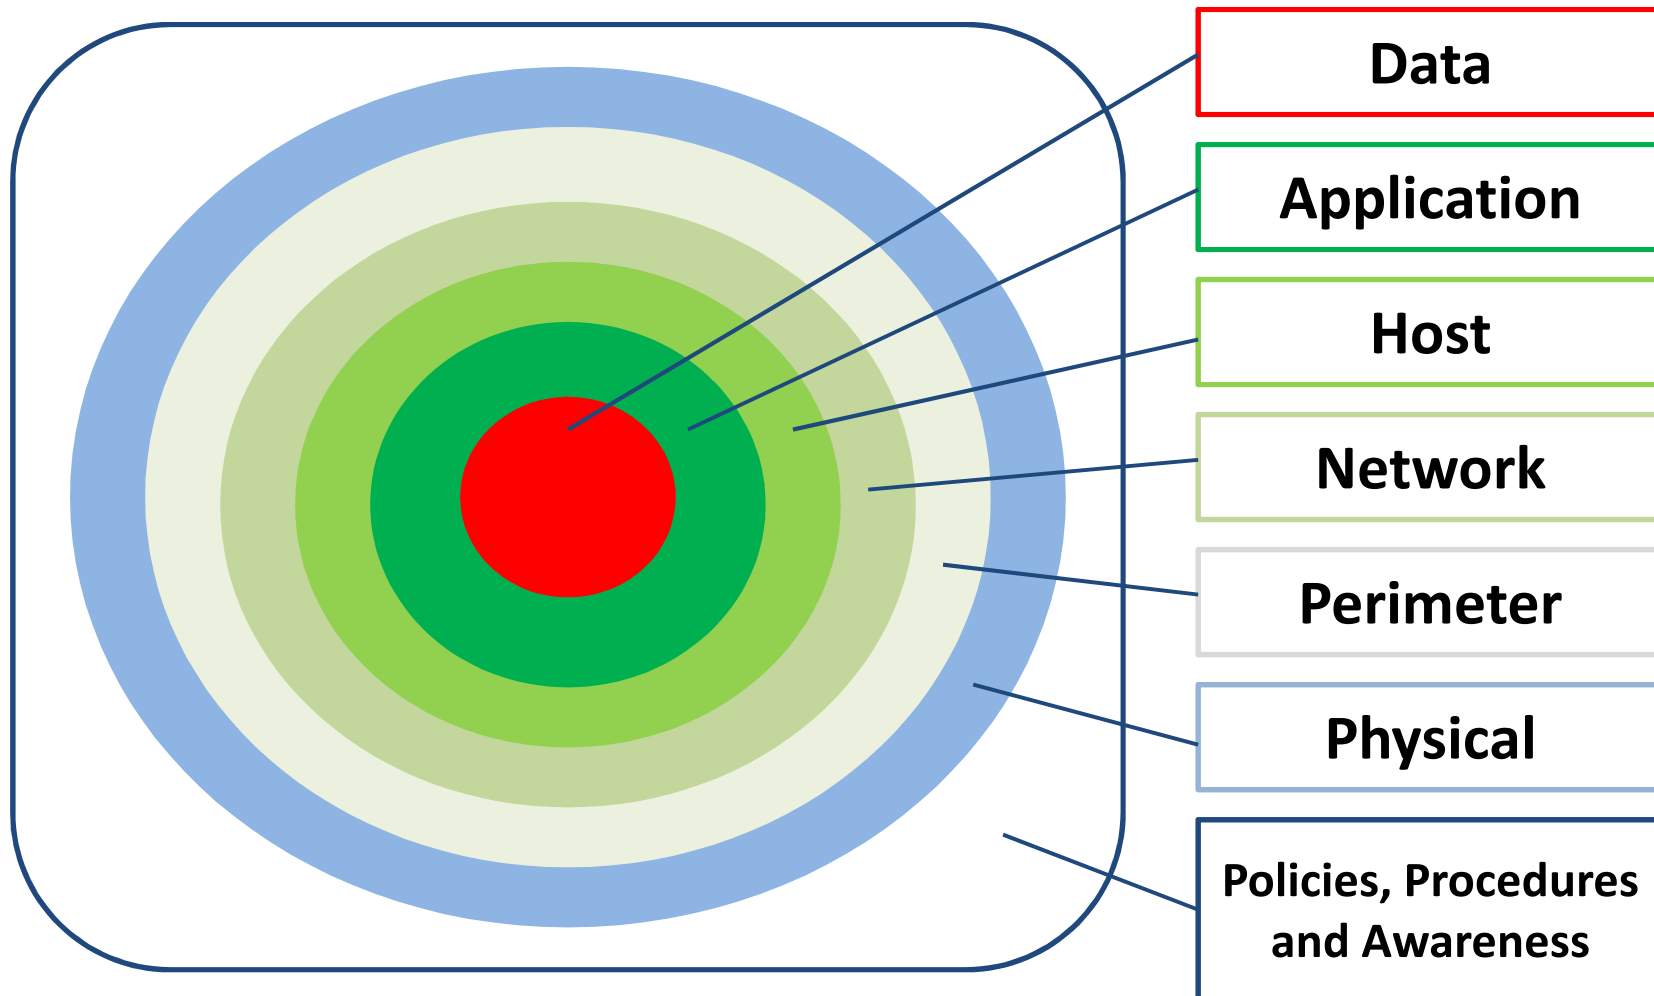 Data
Application
Host
Network
Perimeter
Physical
Policies, Procedures
and Awareness